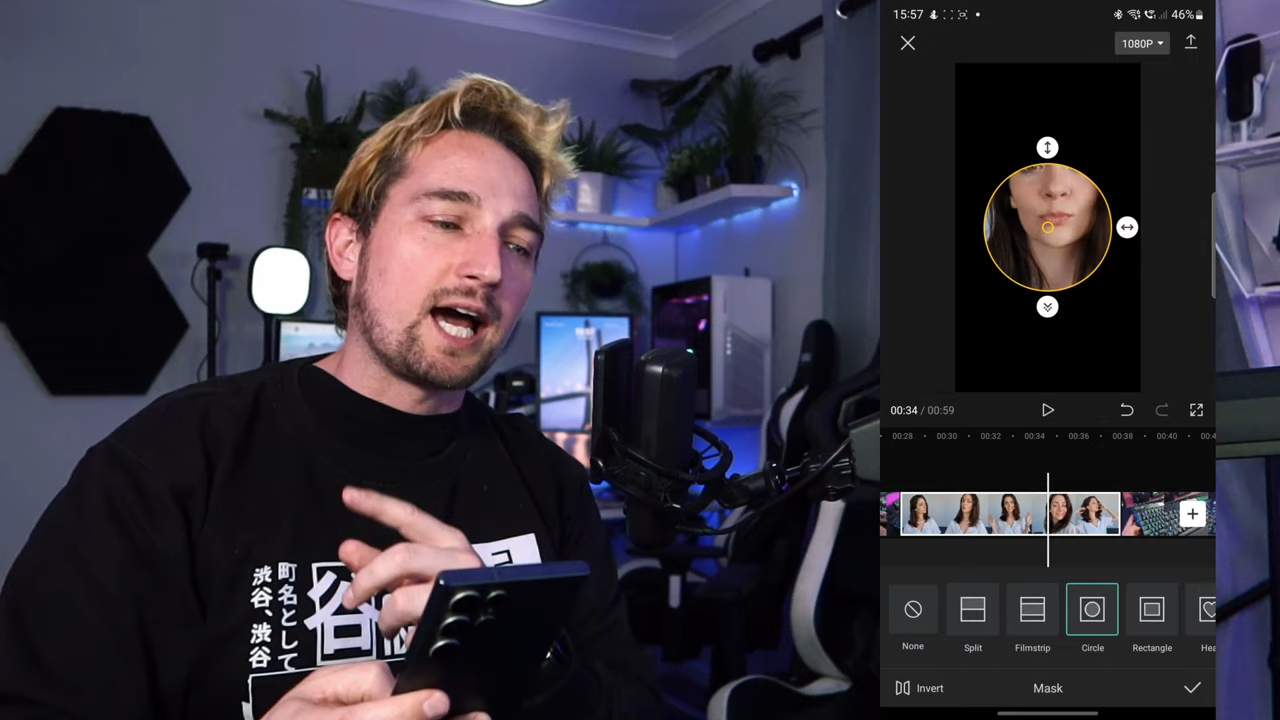 15:57
46%
1080P
00:34 / 00:59
00:28
00:30
00:32
00:34
00:36
00:38
00:40
None
Split
Filmstrip
Circle
Rectangle
Invert
Mask
町名として
渋谷、渋谷